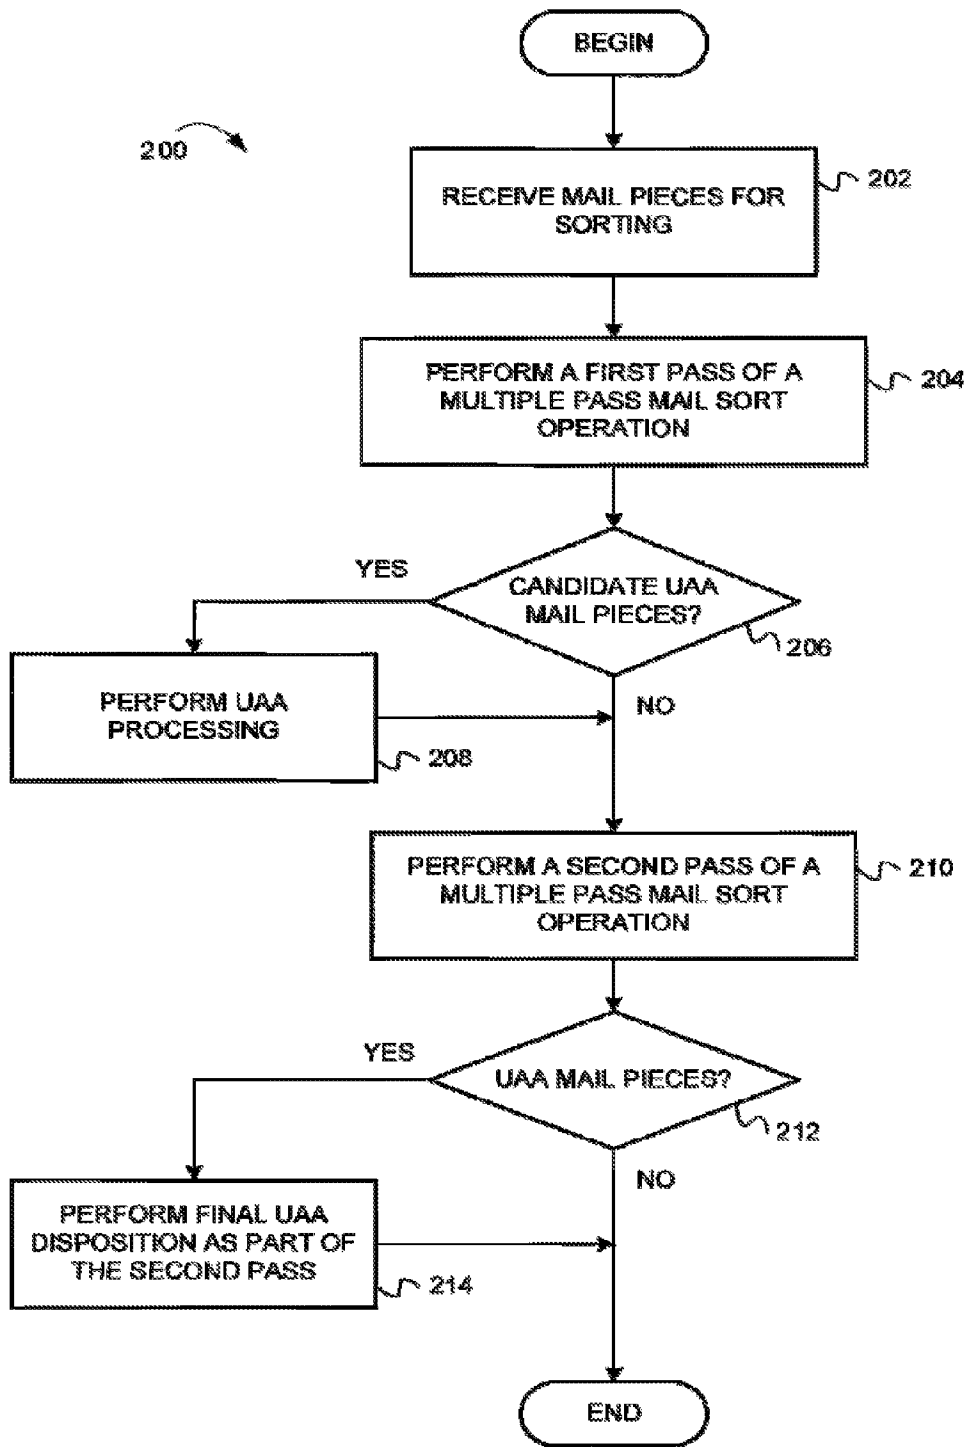 BEGIN
200
RECEIVE MAIL PIECES FOR
SORTING
202
PERFORM A FIRST PASS OF A
MULTIPLE PASS MAIL SORT
OPERATION
204
YES
CANDIDATE UAA
MAIL PIECES?
206
PERFORM UAA
PROCESSING
208
NO
PERFORM A SECOND PASS OF A
MULTIPLE PASS MAIL SORT
OPERATION
210
YES
UAA MAIL PIECES?
212
NO
PERFORM FINAL UAA
DISPOSITION AS PART OF
THE SECOND PASS
214
END